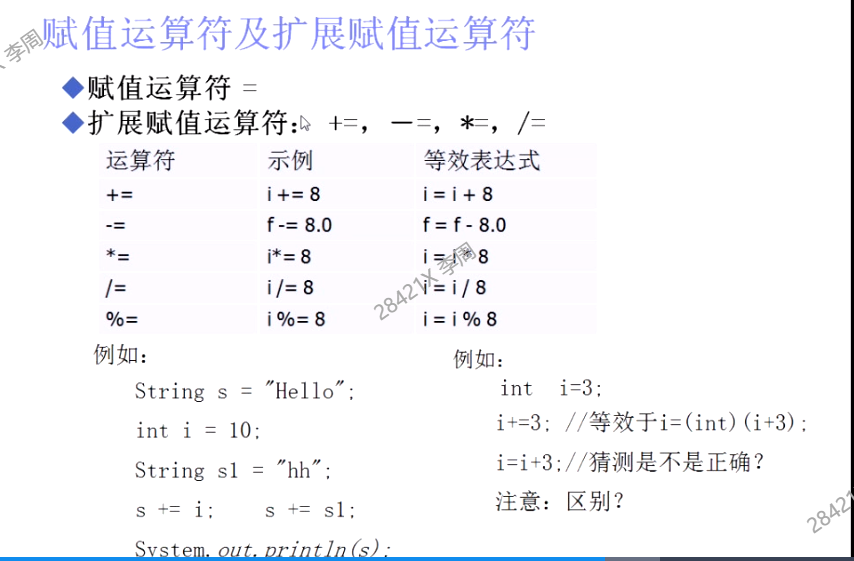 赋值运算符及扩展赋值运算符
李周
◆赋值运算符 =
◆扩展赋值运算符: +=, －=, *=, /=
运算符 示例 等效表达式
+= i += 8 i = i + 8
-= f -= 8.0 f = f - 8.0
*= i*= 8 i = i * 8
/= i /= 8 i = i / 8
%= i %= 8 i = i % 8
28421X 李周
例如:
String s = "Hello";
int i = 10;
String s1 = "hh";
s += i; s += s1;
System.out.println(s);
例如:
int i=3;
i+=3; //等效于i=(int)(i+3);
i=i+3;//猜测是不是正确?
注意: 区别?
28421